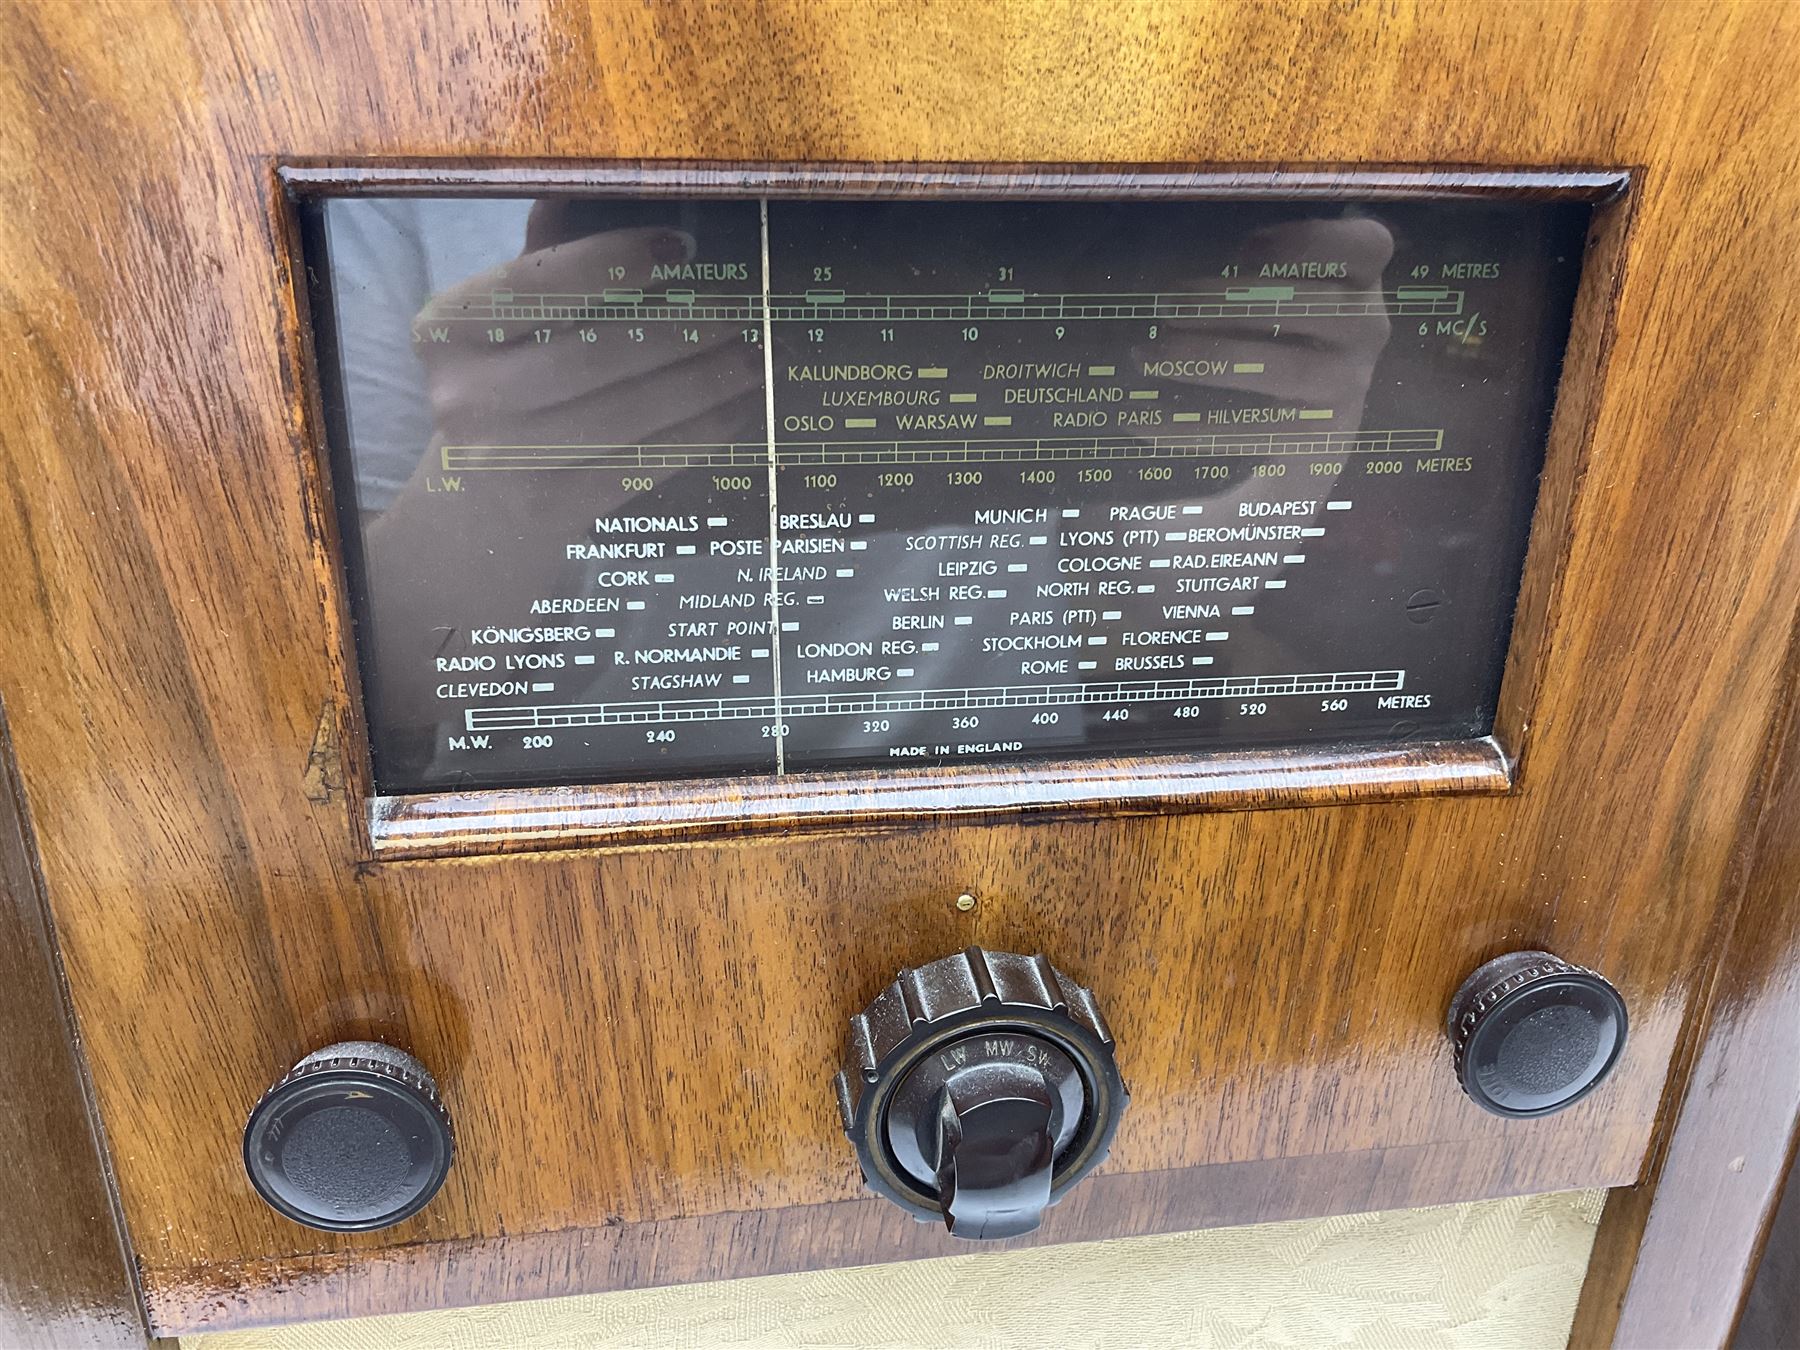 19 AMATEURS 25 31 41 AMATEURS 49 METRES
S.W. 18 17 16 15 14 13 12 11 10 9 8 7 6 MC/S
KALUNDBORG DROITWICH MOSCOW
LUXEMBOURG DEUTSCHLAND
OSLO WARSAW RADIO PARIS HILVERSUM
L.W. 900 1000 1100 1200 1300 1400 1500 1600 1700 1800 1900 2000 METRES
NATIONALS BRESLAU MUNICH PRAGUE BUDAPEST
FRANKFURT POSTE PARISIEN SCOTTISH REG. LYONS (PTT) BEROMÜNSTER
CORK N. IRELAND LEIPZIG COLOGNE RAD. EIREANN
ABERDEEN MIDLAND REG. WELSH REG. NORTH REG. STUTTGART
KÖNIGSBERG START POINT BERLIN PARIS (PTT) VIENNA
RADIO LYONS R. NORMANDIE LONDON REG. STOCKHOLM FLORENCE
CLEVEDON STAGSHAW HAMBURG ROME BRUSSELS
M.W. 200 240 280 320 360 400 440 480 520 560 METRES
MADE IN ENGLAND
LW MW SW